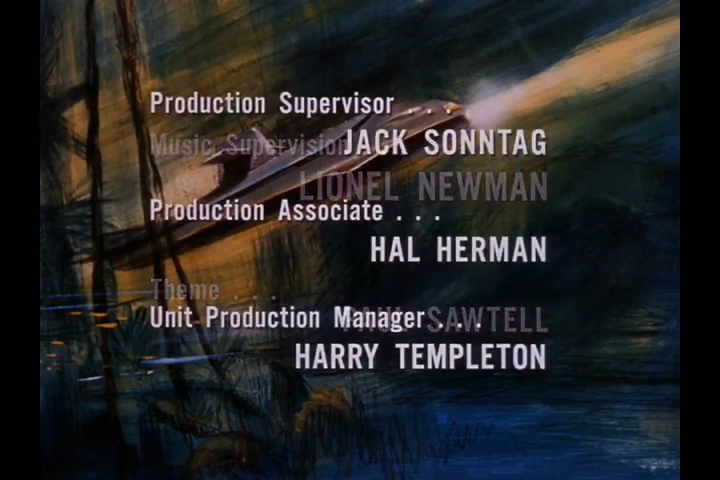 Production Supervisor . . .
Music Supervision
JACK SONNTAG
LIONEL NEWMAN
Production Associate . . .
HAL HERMAN
Theme . . .
Unit Production Manager . . .
PAUL SAWTELL
HARRY TEMPLETON